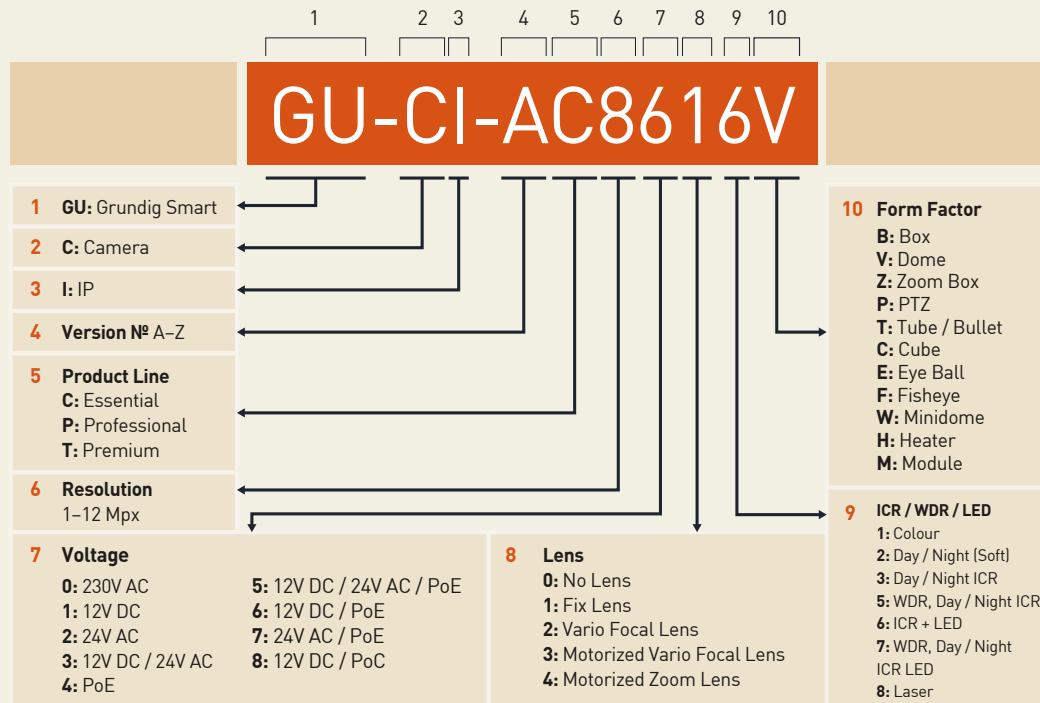 1 2 3 4 5 6 7 8 9 10
GU-CI-AC8616V
1 GU: Grundig Smart
2 C: Camera
3 I: IP
4 Version № A–Z
5 Product Line
C: Essential
P: Professional
T: Premium
6 Resolution
1–12 Mpx
7 Voltage
0: 230V AC
1: 12V DC
2: 24V AC
3: 12V DC / 24V AC
4: PoE
5: 12V DC / 24V AC / PoE
6: 12V DC / PoE
7: 24V AC / PoE
8: 12V DC / PoC
8 Lens
0: No Lens
1: Fix Lens
2: Vario Focal Lens
3: Motorized Vario Focal Lens
4: Motorized Zoom Lens
10 Form Factor
B: Box
V: Dome
Z: Zoom Box
P: PTZ
T: Tube / Bullet
C: Cube
E: Eye Ball
F: Fisheye
W: Minidome
H: Heater
M: Module
9 ICR / WDR / LED
1: Colour
2: Day / Night (Soft)
3: Day / Night ICR
5: WDR, Day / Night ICR
6: ICR + LED
7: WDR, Day / Night
ICR LED
8: Laser